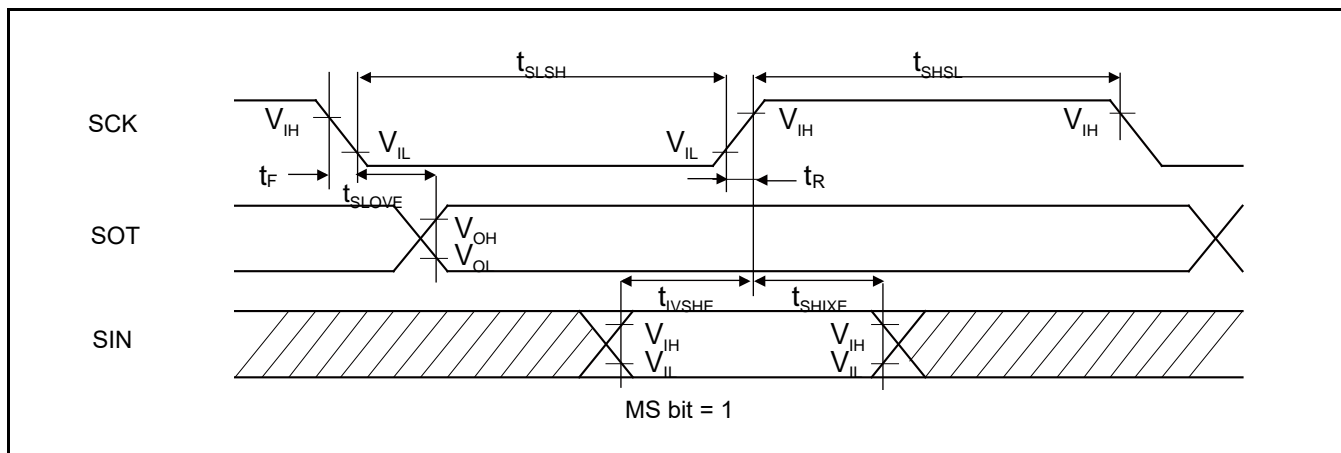 tSLSH tSHSL
SCK VIH VIL VIL VIH VIH
tF tSLOVE tR
SOT VOH VOL
tIVSHE tSHIXE
SIN VIH VIL VIH VIL
MS bit = 1